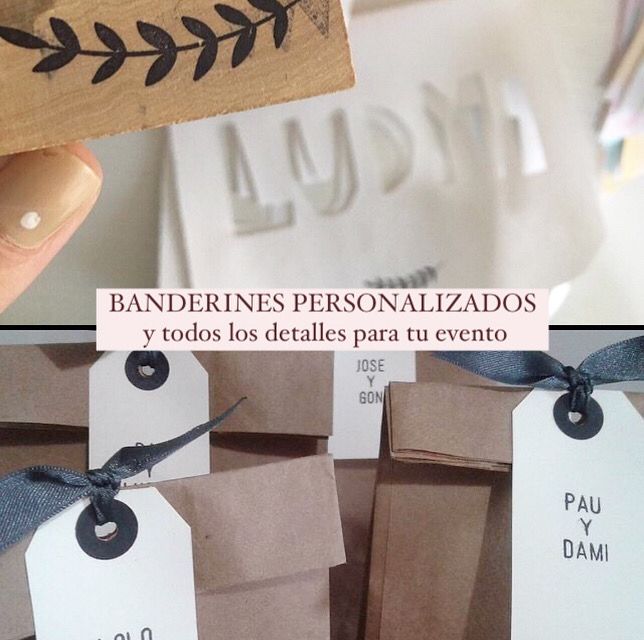 LUDMI
BANDERINES PERSONALIZADOS
y todos los detalles para tu evento
JOSE
Y
GON
PAU
Y
DAMI